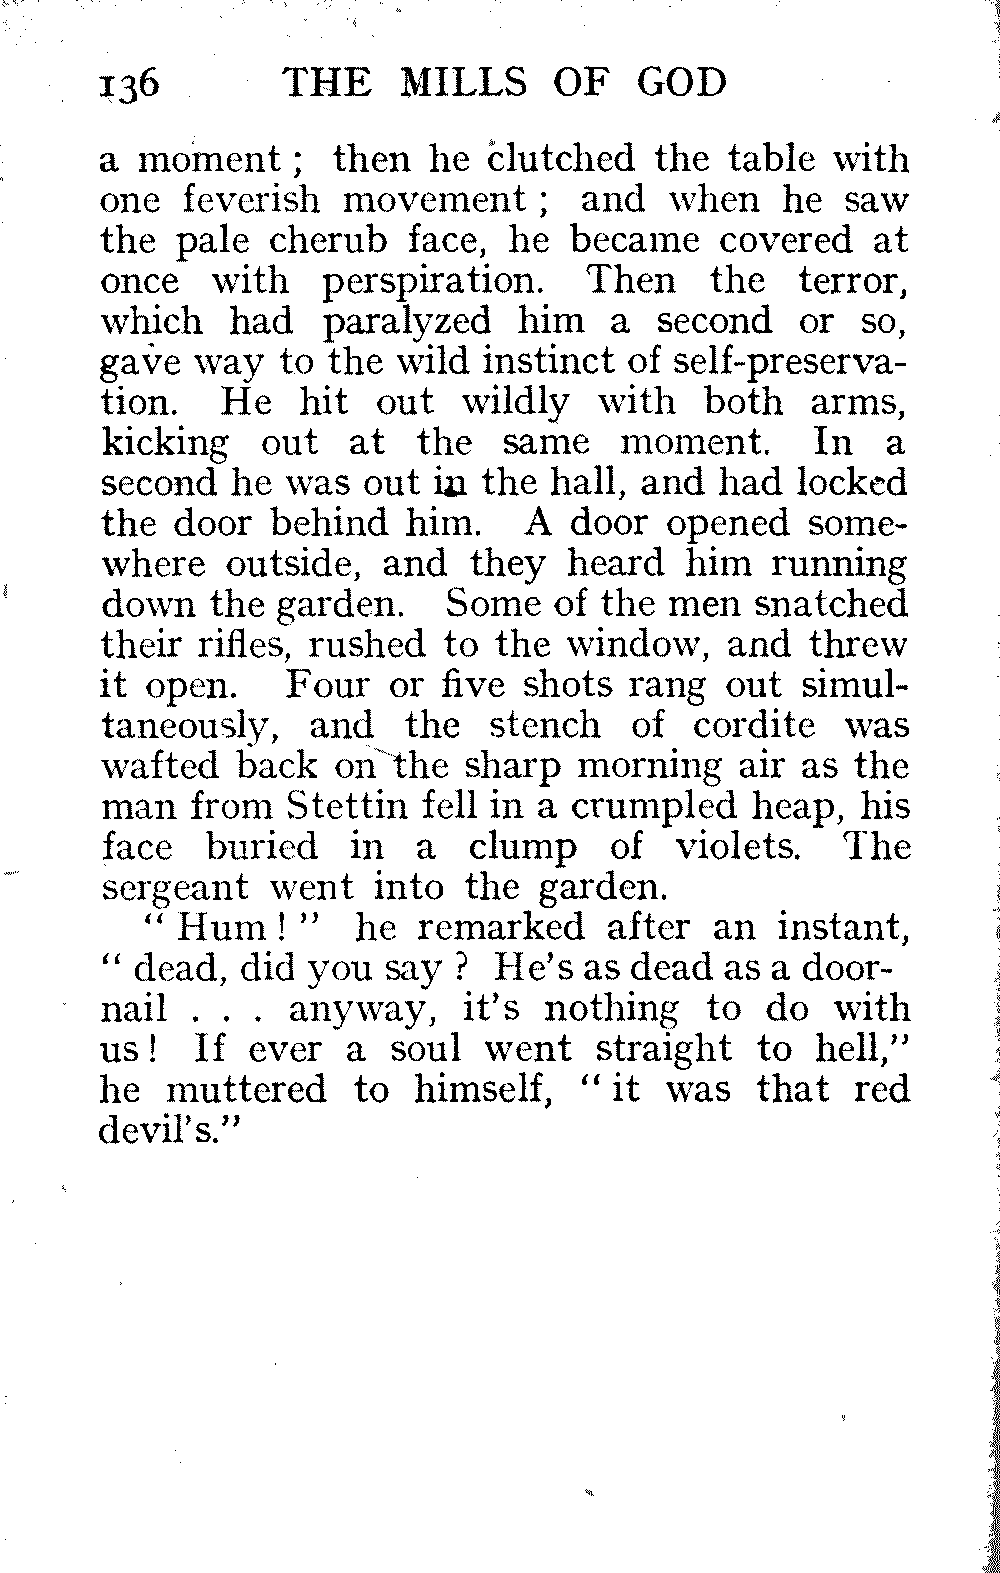 136 THE MILLS OF GOD
a moment ; then he clutched the table with
one feverish movement ; and when he saw
the pale cherub face, he became covered at
once with perspiration. Then the terror,
which had paralyzed him a second or so,
gave way to the wild instinct of self-preserva-
tion. He hit out wildly with both arms,
kicking out at the same moment. In a
second he was out in the hall, and had locked
the door behind him. A door opened some-
where outside, and they heard him running
down the garden. Some of the men snatched
their rifles, rushed to the window, and threw
it open. Four or five shots rang out simul-
taneously, and the stench of cordite was
wafted back on the sharp morning air as the
man from Stettin fell in a crumpled heap, his
face buried in a clump of violets. The
sergeant went into the garden.
“ Hum ! ” he remarked after an instant,
“ dead, did you say ? He’s as dead as a door-
nail . . . anyway, it’s nothing to do with
us ! If ever a soul went straight to hell,”
he muttered to himself, “ it was that red
devil’s.”